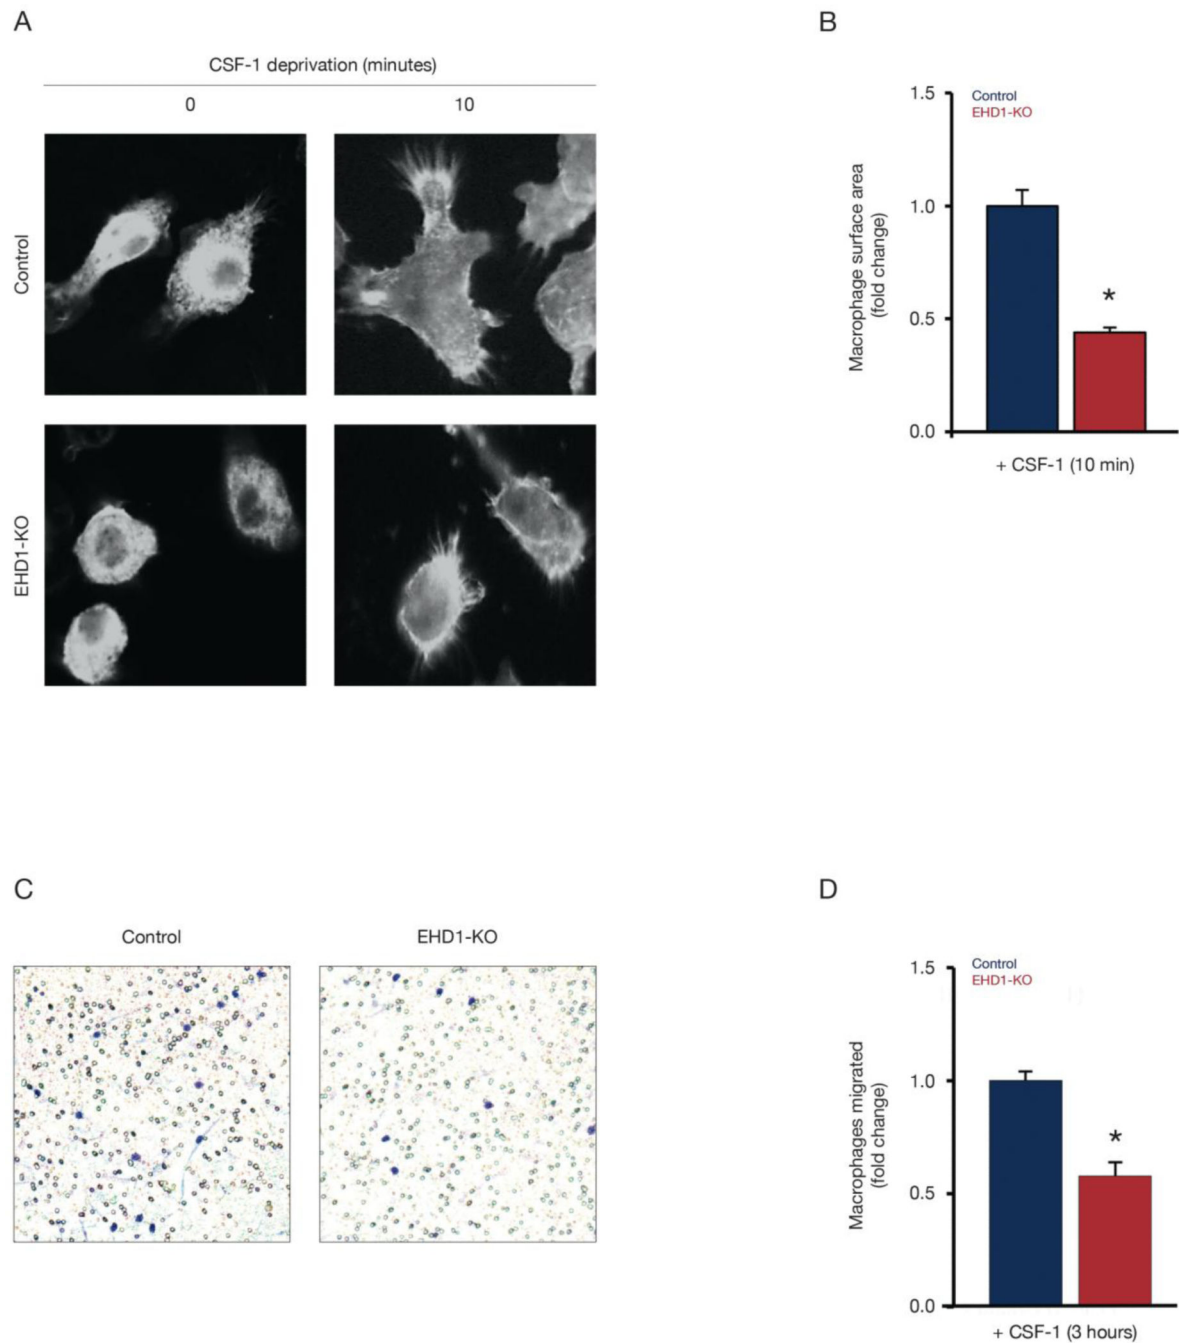 A
CSF-1 deprivation (minutes)
0
10
Control
EHD1-KO
B
1.5
1.0
0.5
0.0
Macrophage surface area
(fold change)
Control
EHD1-KO
*
+ CSF-1 (10 min)
C
Control
EHD1-KO
D
1.5
1.0
0.5
0.0
Macrophages migrated
(fold change)
Control
EHD1-KO
*
+ CSF-1 (3 hours)